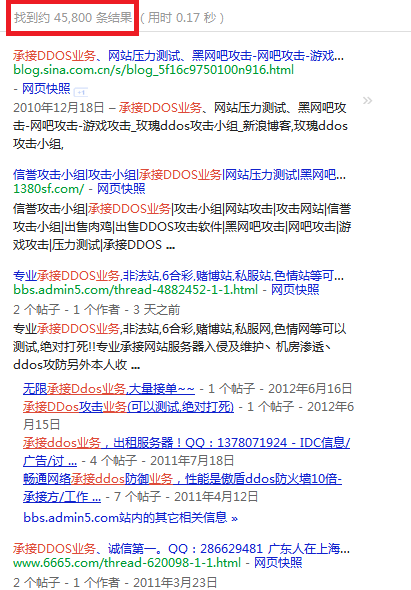 找到约 45,800 条结果 （用时 0.17 秒）
承接DDOS业务、网站压力测试、黑网吧攻击-网吧攻击-游戏...
blog.sina.com.cn/s/blog_5f16c9750100n916.html
- 网页快照
2010年12月18日 – 承接DDOS业务、网站压力测试、黑网吧攻
击-网吧攻击-游戏攻击_玫瑰ddos攻击小组_新浪博客,玫瑰ddos
攻击小组,
信誉攻击小组|攻击小组|承接DDOS业务|网站压力测试|黑网吧...
1380sf.com/ - 网页快照
信誉攻击小组|承接DDOS业务|攻击小组|网站攻击|攻击网站|信誉
攻击小组|出售肉鸡|出售DDOS攻击软件|黑网吧攻击|网吧攻击|游
戏攻击|压力测试|承接DDOS ...
专业承接DDOS业务,非法站,6合彩,赌博站,私服站,色情站等可...
bbs.admin5.com/thread-4882452-1-1.html - 网页快照
2 个帖子 - 1 个作者 - 3 天之前
专业承接DDOS业务,非法站,6合彩,赌博站,私服网,色情网等可以
测试,绝对打死!!专业承接网站服务器入侵及维护丶机房渗透丶
ddos攻防另外本人收 ...
无限承接Ddos业务,大量接单~~ - 1 个帖子 - 2012年6月16日
承接DDos攻击业务(可以测试,绝对打死) - 1 个帖子 - 2012年6
月15日
承接ddos业务，出租服务器！QQ：1378071924 - IDC信息/
广告/讨 ... - 4 个帖子 - 2011年7月18日
畅通网络承接ddos防御业务，性能是傲盾ddos防火墙10倍-
承接方/工作 ... - 7 个帖子 - 2011年4月12日
bbs.admin5.com站内的其它相关信息 »
承接DDOS业务、诚信第一。QQ：286629481 广东人在上海...
www.6665.com/thread-620098-1-1.html - 网页快照
2 个帖子 - 1 个作者 - 2011年3月23日